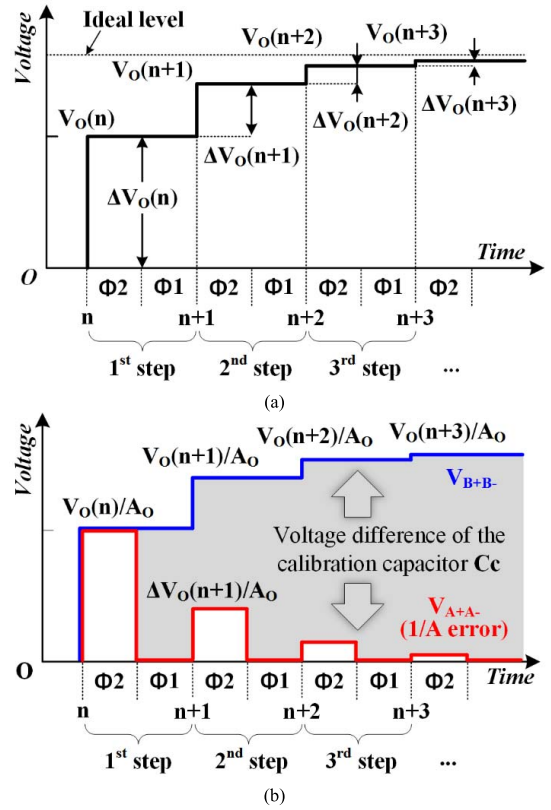 Ideal level
Voltage
V_O(n+2)
V_O(n+3)
V_O(n+1)
V_O(n)
ΔV_O(n+3)
ΔV_O(n+2)
ΔV_O(n+1)
ΔV_O(n)
Time
O
Φ2 Φ1 Φ2 Φ1 Φ2 Φ1 Φ2
n n+1 n+2 n+3
1st step 2nd step 3rd step ...
(a)
Voltage
V_O(n+3)/A_O
V_O(n+2)/A_O
V_O(n+1)/A_O
V_B+B-
V_O(n)/A_O
Voltage difference of the
calibration capacitor Cc
ΔV_O(n+1)/A_O
V_A+A-
(1/A error)
O
Φ2 Φ1 Φ2 Φ1 Φ2 Φ1 Φ2
Time
n n+1 n+2 n+3
1st step 2nd step 3rd step ...
(b)